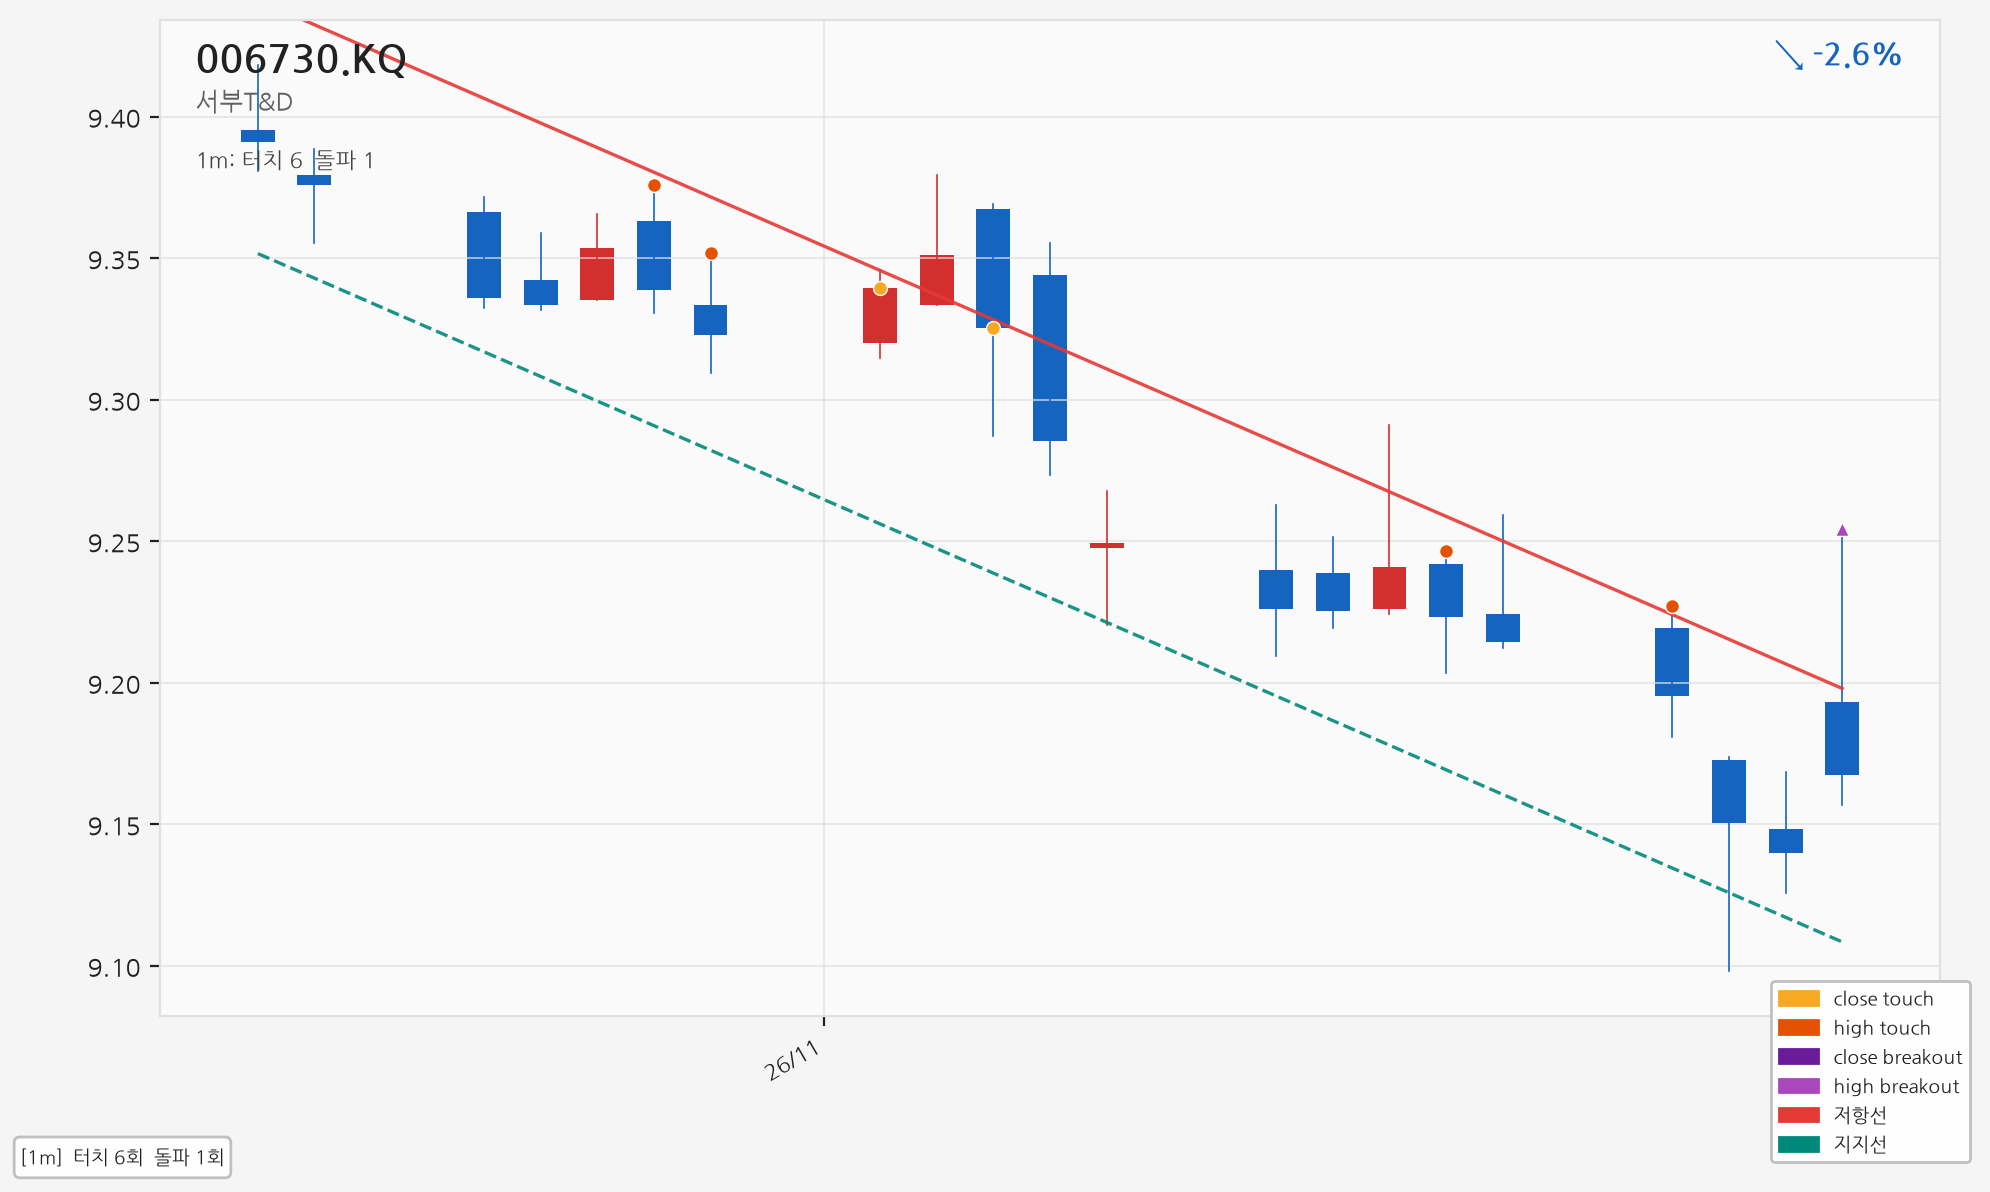 006730.KQ
-2.6%
서부T&D
1m: 터치 6 돌파 1
9.40
9.35
9.30
9.25
9.20
9.15
9.10
26/11
close touch
high touch
close breakout
high breakout
저항선
지지선
[1m] 터치 6회 돌파 1회